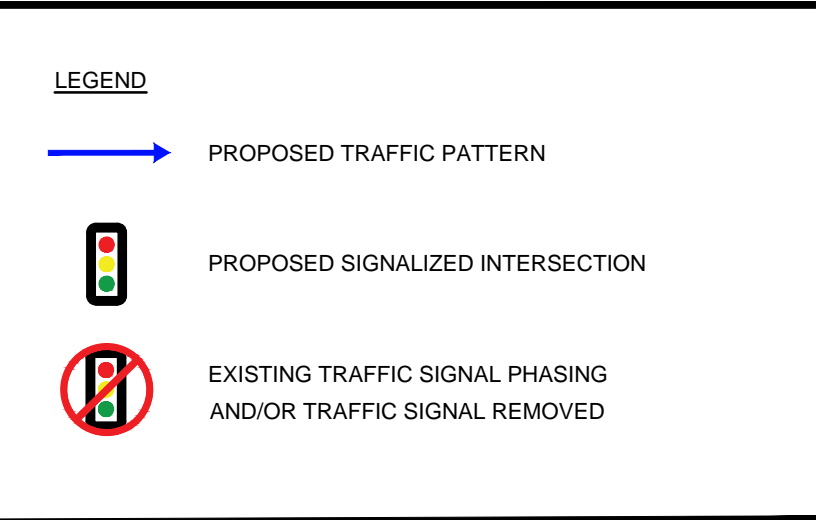 LEGEND
PROPOSED TRAFFIC PATTERN
PROPOSED SIGNALIZED INTERSECTION
EXISTING TRAFFIC SIGNAL PHASING
AND/OR TRAFFIC SIGNAL REMOVED